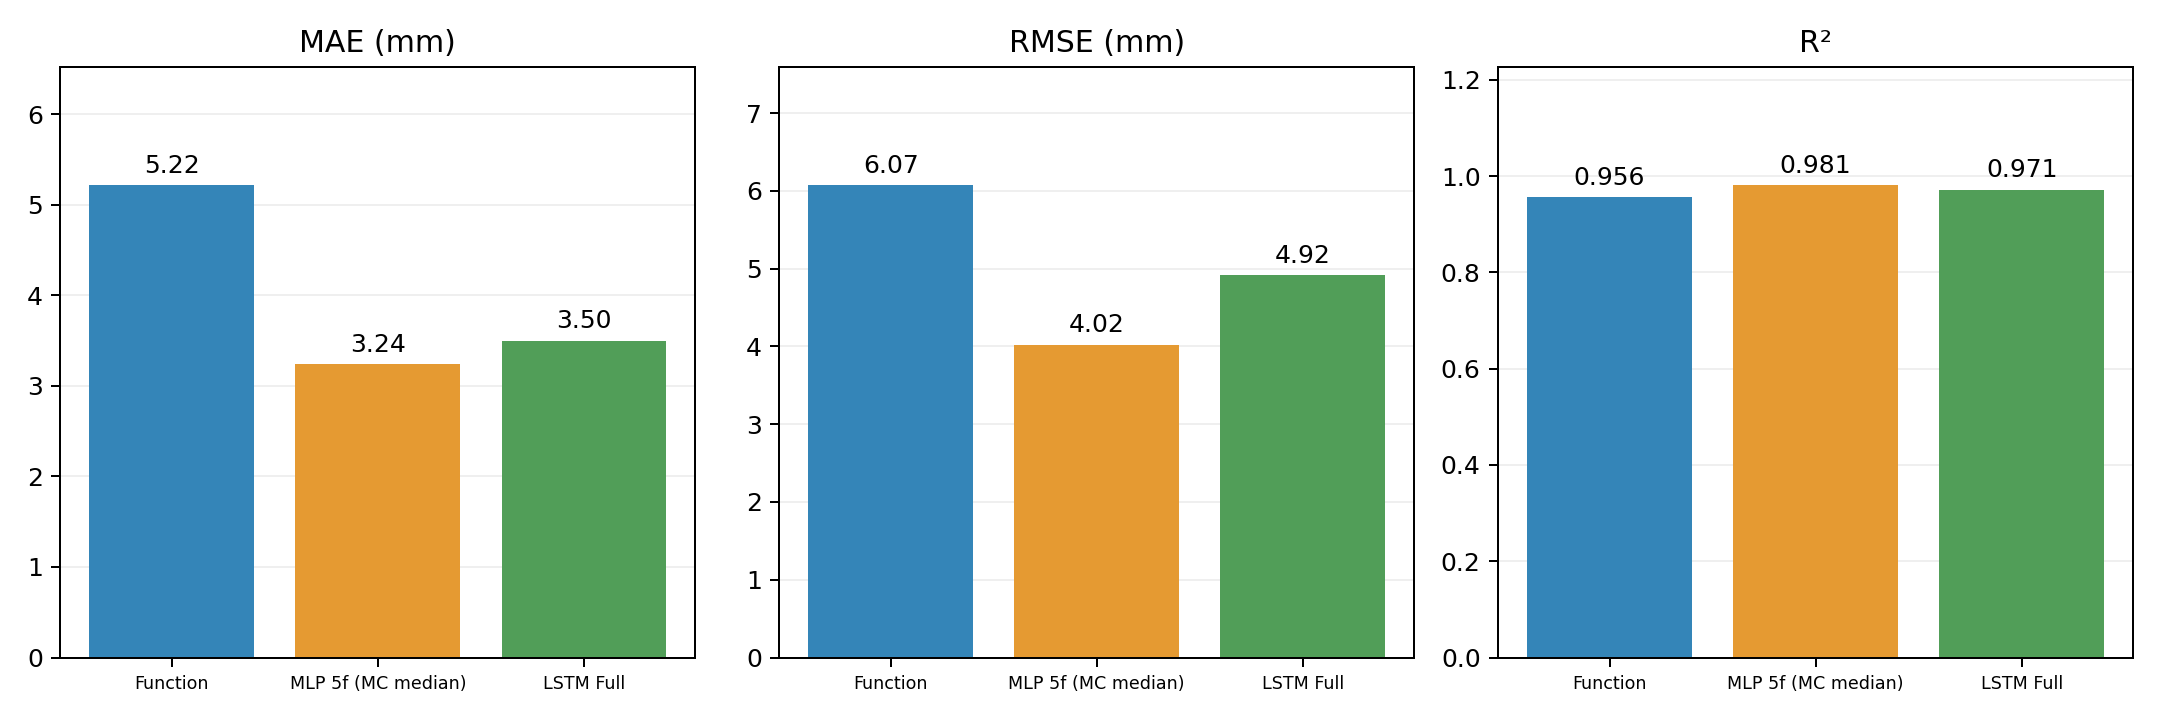 MAE (mm)
6
5
4
3
2
1
0
5.22
3.24
3.50
Function
MLP 5f (MC median)
LSTM Full
RMSE (mm)
7
6
5
4
3
2
1
0
6.07
4.02
4.92
Function
MLP 5f (MC median)
LSTM Full
R²
1.2
1.0
0.8
0.6
0.4
0.2
0.0
0.956
0.981
0.971
Function
MLP 5f (MC median)
LSTM Full